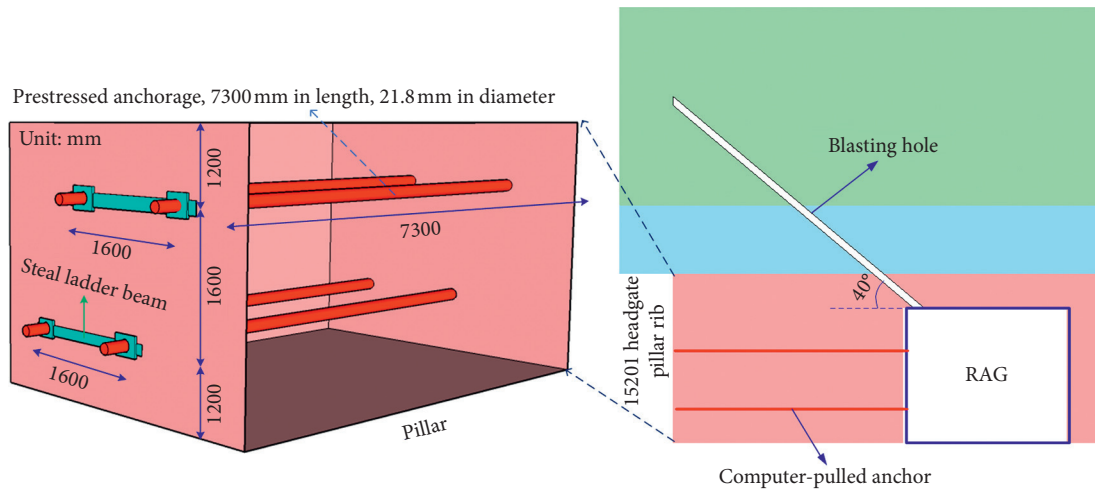 Prestressed anchorage, 7300 mm in length, 21.8 mm in diameter
Unit: mm
1200
1600
7300
1600
Steal ladder beam
1600
1200
Pillar
Blasting hole
40°
15201 headgate
pillar rib
RAG
Computer-pulled anchor